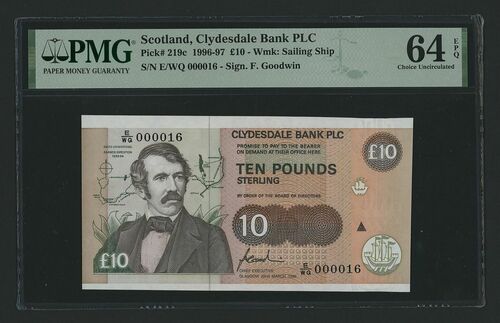 PMG
PAPER MONEY GUARANTY
Scotland, Clydesdale Bank PLC
Pick# 219c 1996-97 £10 - Wmk: Sailing Ship
S/N E/WQ 000016 - Sign. F. Goodwin
64 EPQ
Choice Uncirculated
E/WQ 000016
CLYDESDALE BANK PLC
PROMISE TO PAY TO THE BEARER
ON DEMAND AT THEIR OFFICE HERE
£10
TEN POUNDS
STERLING
BY ORDER OF THE BOARD OF DIRECTORS
10
CHIEF EXECUTIVE
£10
E/WQ 000016